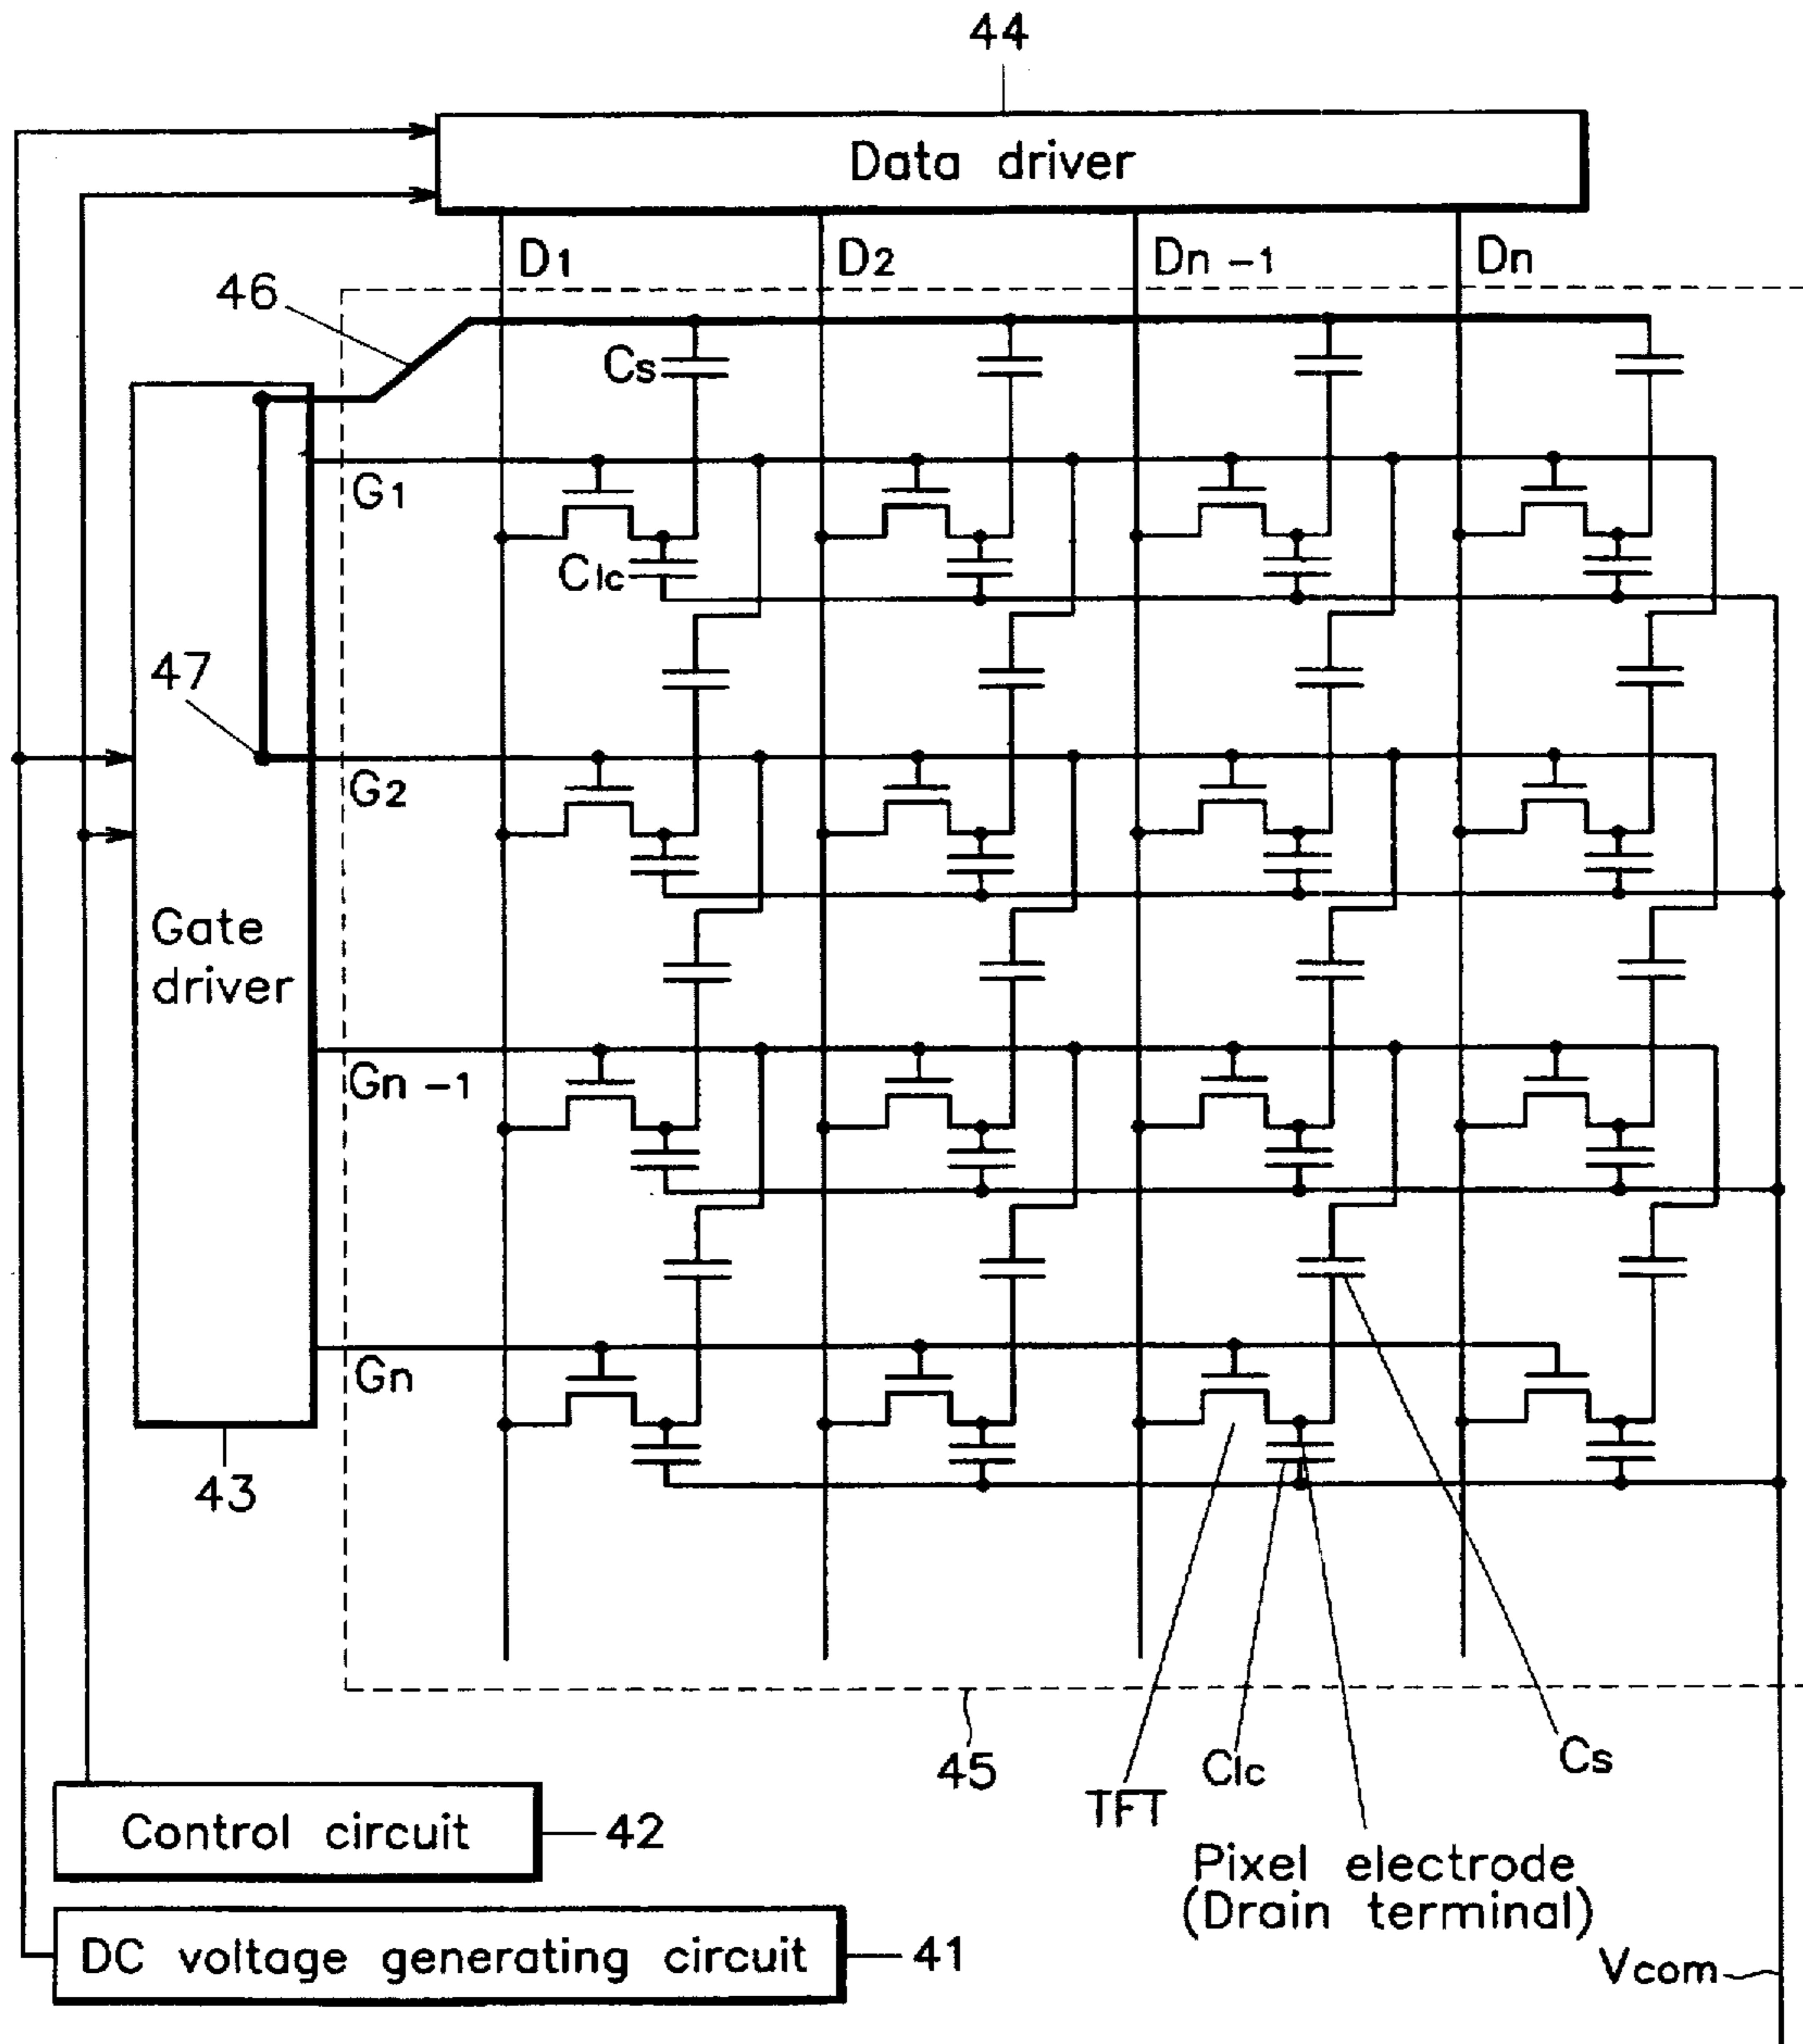 44
Data driver
D1
D2
Dn-1
Dn
46
Cs
G1
Clc
47
G2
Gate
driver
Gn-1
Gn
43
45
TFT
Clc
Cs
Control circuit
42
Pixel electrode
(Drain terminal)
DC voltage generating circuit
41
Vcom